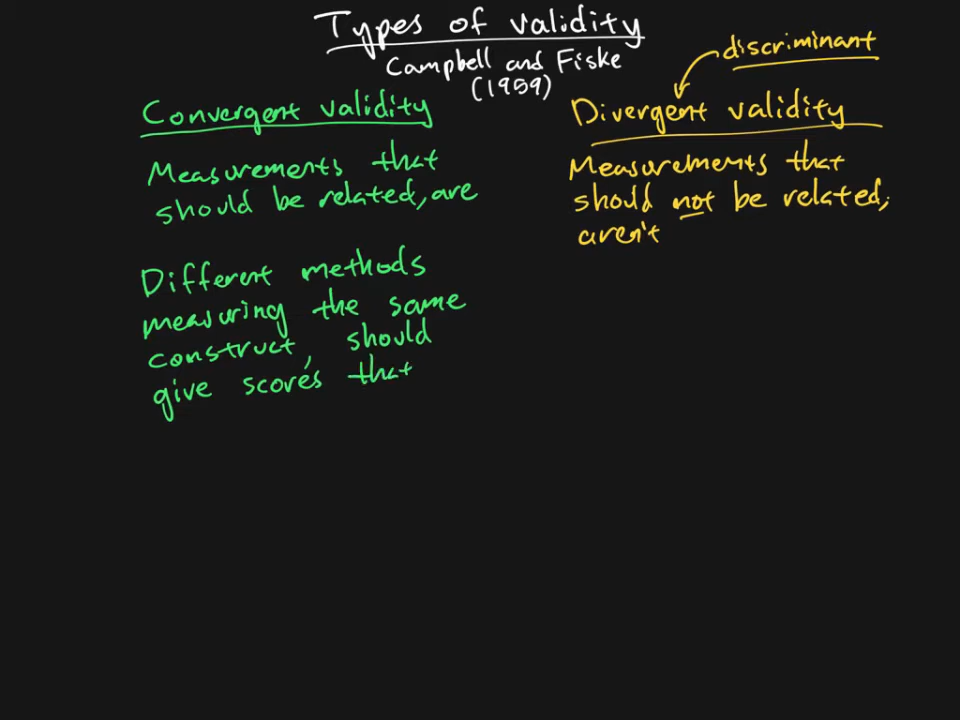 Types of validity
Campbell and Fiske
(1959)
Convergent validity
Measurements that
should be related, are
Different methods
measuring the same
construct, should
give scores that
discriminant
Divergent validity
Measurements that
should not be related,
aren't